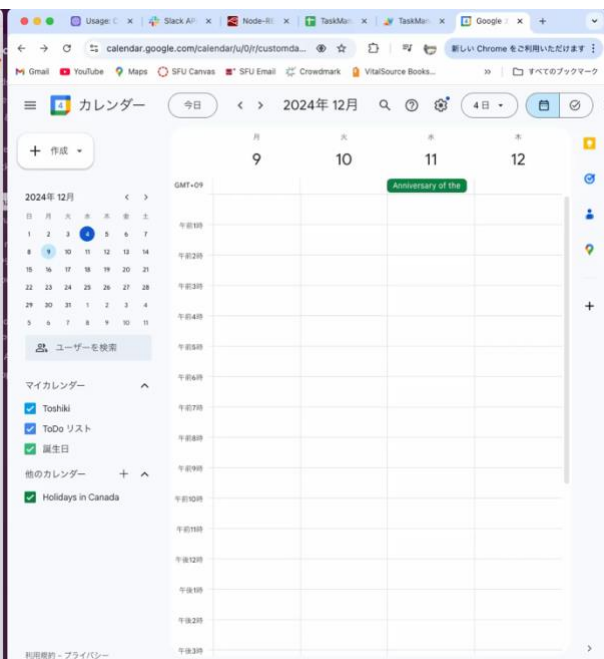 Usage: C
Slack AP
Node-RE
TaskMan
TaskMan
Google
calendar.google.com/calendar/u/0/r/customda...
新しい Chrome をご利用いただけます
Gmail YouTube Maps SFU Canvas SFU Email Crowdmark VitalSource Books... » すべてのブックマーク
4 カレンダー 今日 2024年 12月 4日
作成
月 火 水 木
9 10 11 12
GMT+09 Anniversary of the
2024年 12月
日 月 火 水 木 金 土
1 2 3 4 5 6 7
8 9 10 11 12 13 14
15 16 17 18 19 20 21
22 23 24 25 26 27 28
29 30 31 1 2 3 4
5 6 7 8 9 10 11
ユーザーを検索
マイカレンダー
Toshiki
ToDo リスト
誕生日
他のカレンダー
Holidays in Canada
利用規約 – プライバシー
午前1時
午前2時
午前3時
午前4時
午前5時
午前6時
午前7時
午前8時
午前9時
午前10時
午前11時
午後12時
午後1時
午後2時
午後3時